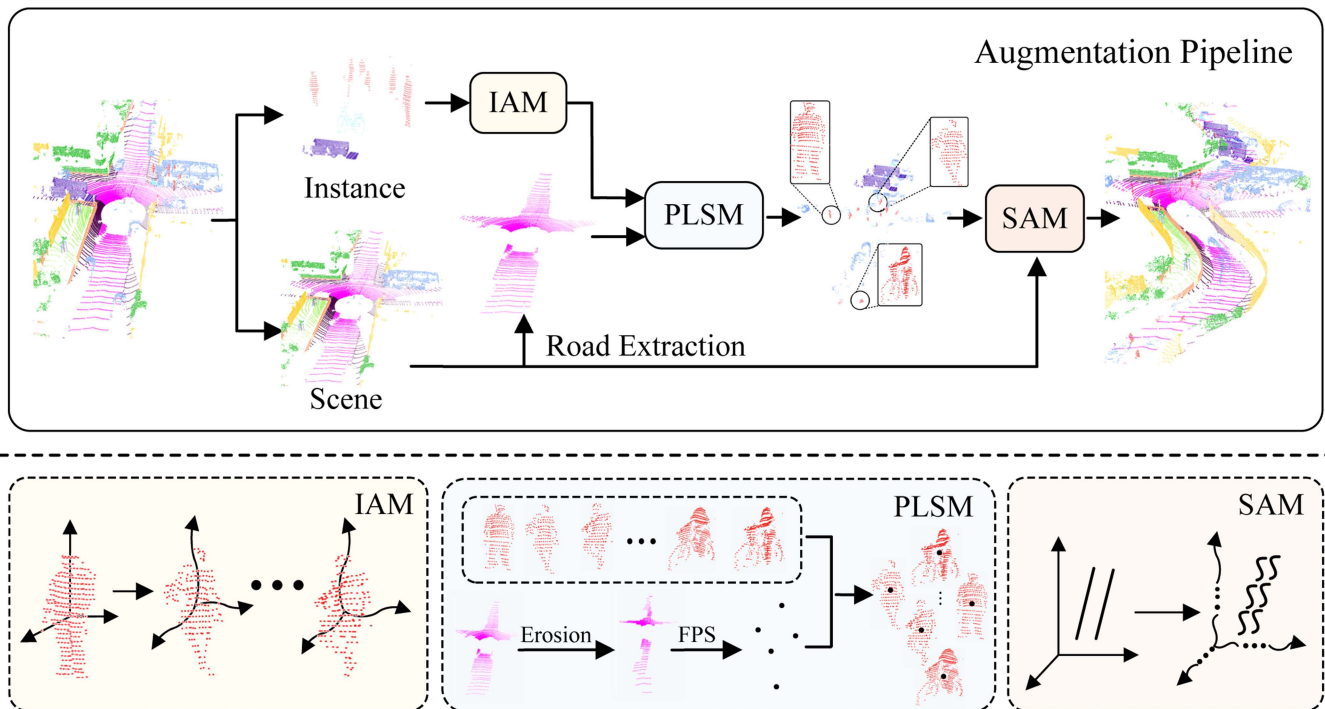 Augmentation Pipeline
IAM
Instance
PLSM
SAM
Road Extraction
Scene
IAM
PLSM
Erosion
FPS
SAM